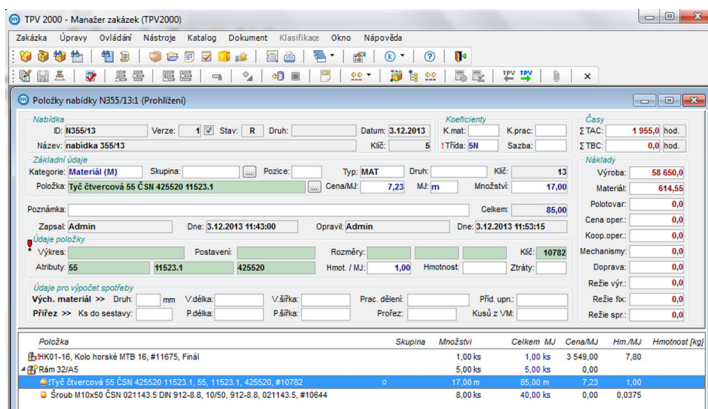 TPV 2000 - Manažer zakázek (TPV2000)
Zakázka Úpravy Ovládání Nástroje Katalog Dokument Klasifikace Okno Nápověda
TPV TPV
Položky nabídky N355/13:1 (Prohlížení)
Nabídka Koeficienty Časy
ID: N355/13 Verze: 1 Stav: R Druh: Datum: 3.12.2013 K.mat: K.prac: Σ TAC: 1 955,0 hod.
Název: nabidka 355/13 Klíč: 5 !Třída: 5N Sazba: Σ TBC: 0,0 hod.
Základní údaje Náklady
Kategorie: Materiál (M) Skupina: ... Pozice: Typ: MAT Druh: Klíč: 13 Výroba: 58 650,0
Položka: Tyč čtvercová 55 ČSN 425520 11523.1 ... Cena/MJ: 7,23 MJ: m Množství: 17,00 Materiál: 614,55
Polotovar: 0,0
Poznámka: Celkem: 85,00 Cena oper.: 0,0
Zapsal: Admin Dne: 3.12.2013 11:43:00 Opravil: Admin Dne: 3.12.2013 11:53:15 Koop.oper.: 0,0
Údaje položky
Výkres: Postavení: Rozměry: Klíč: 10782 Mechanismy: 0,0
Atributy: 55 11523.1 425520 Hmot. / MJ: 1,00 Hmotnost: Ztráty: Doprava: 0,0
Údaje pro výpočet spotřeby Režie výr.: 0,0
Vých. materiál >> Druh: mm V.délka: V.šířka: Prac. dělení: Příd. upn.: Režie fix: 0,0
Přířez >> Ks do sestavy: P.délka: P.šířka: Prořez: Kusů z VM: Režie spr.: 0,0
Položka Skupina Množství Celkem MJ Cena/MJ Hm./MJ Hmotnost [kg]
!HK01-16, Kolo horské MTB 16, #11675, Finál 1,00 ks 1,00 ks 3 549,00 7,80
Rám 32/A5 5,00 ks 5,00 ks 0,00
!Tyč čtvercová 55 ČSN 425520 11523.1, 55, 11523.1, 425520, #10782 o 17,00 m 85,00 m 7,23 1,00
Šroub M10x50 ČSN 021143.5 DIN 912-8.8, 10/50, 912-8.8, 021143.5, #10644 8,00 ks 40,00 ks 0,00 0,0375